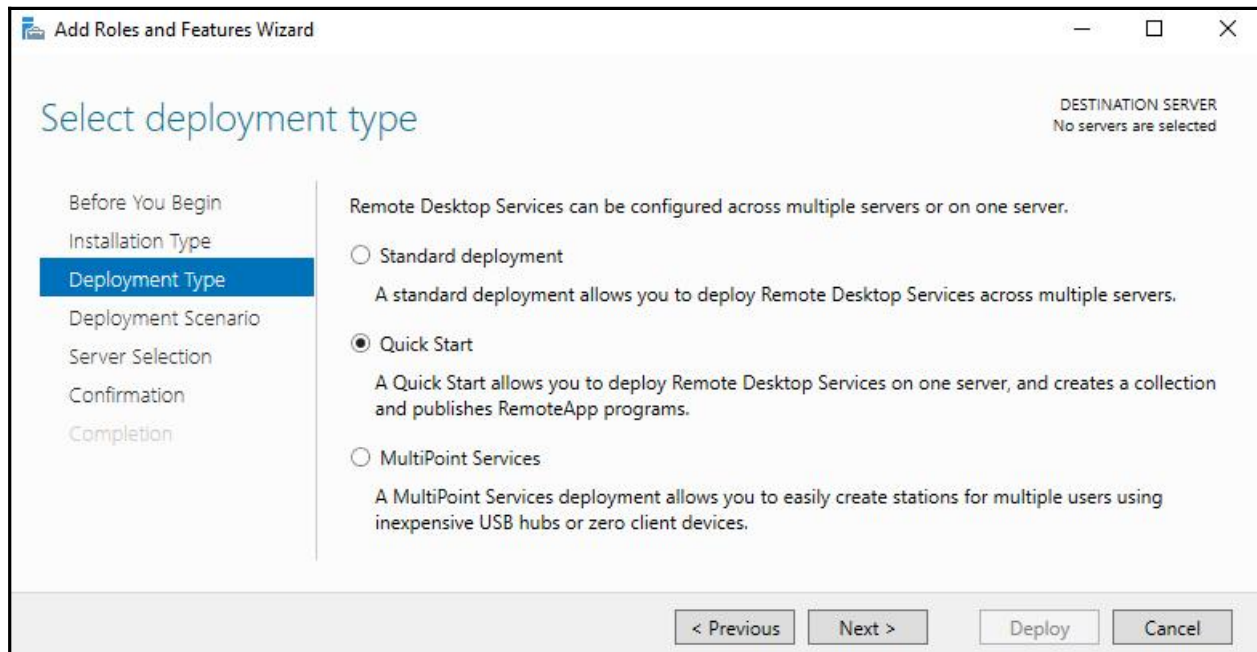 Add Roles and Features Wizard
Select deployment type
DESTINATION SERVER
No servers are selected
Before You Begin
Installation Type
Deployment Type
Deployment Scenario
Server Selection
Confirmation
Completion
Remote Desktop Services can be configured across multiple servers or on one server.
Standard deployment
A standard deployment allows you to deploy Remote Desktop Services across multiple servers.
Quick Start
A Quick Start allows you to deploy Remote Desktop Services on one server, and creates a collection
and publishes RemoteApp programs.
MultiPoint Services
A MultiPoint Services deployment allows you to easily create stations for multiple users using
inexpensive USB hubs or zero client devices.
< Previous
Next >
Deploy
Cancel